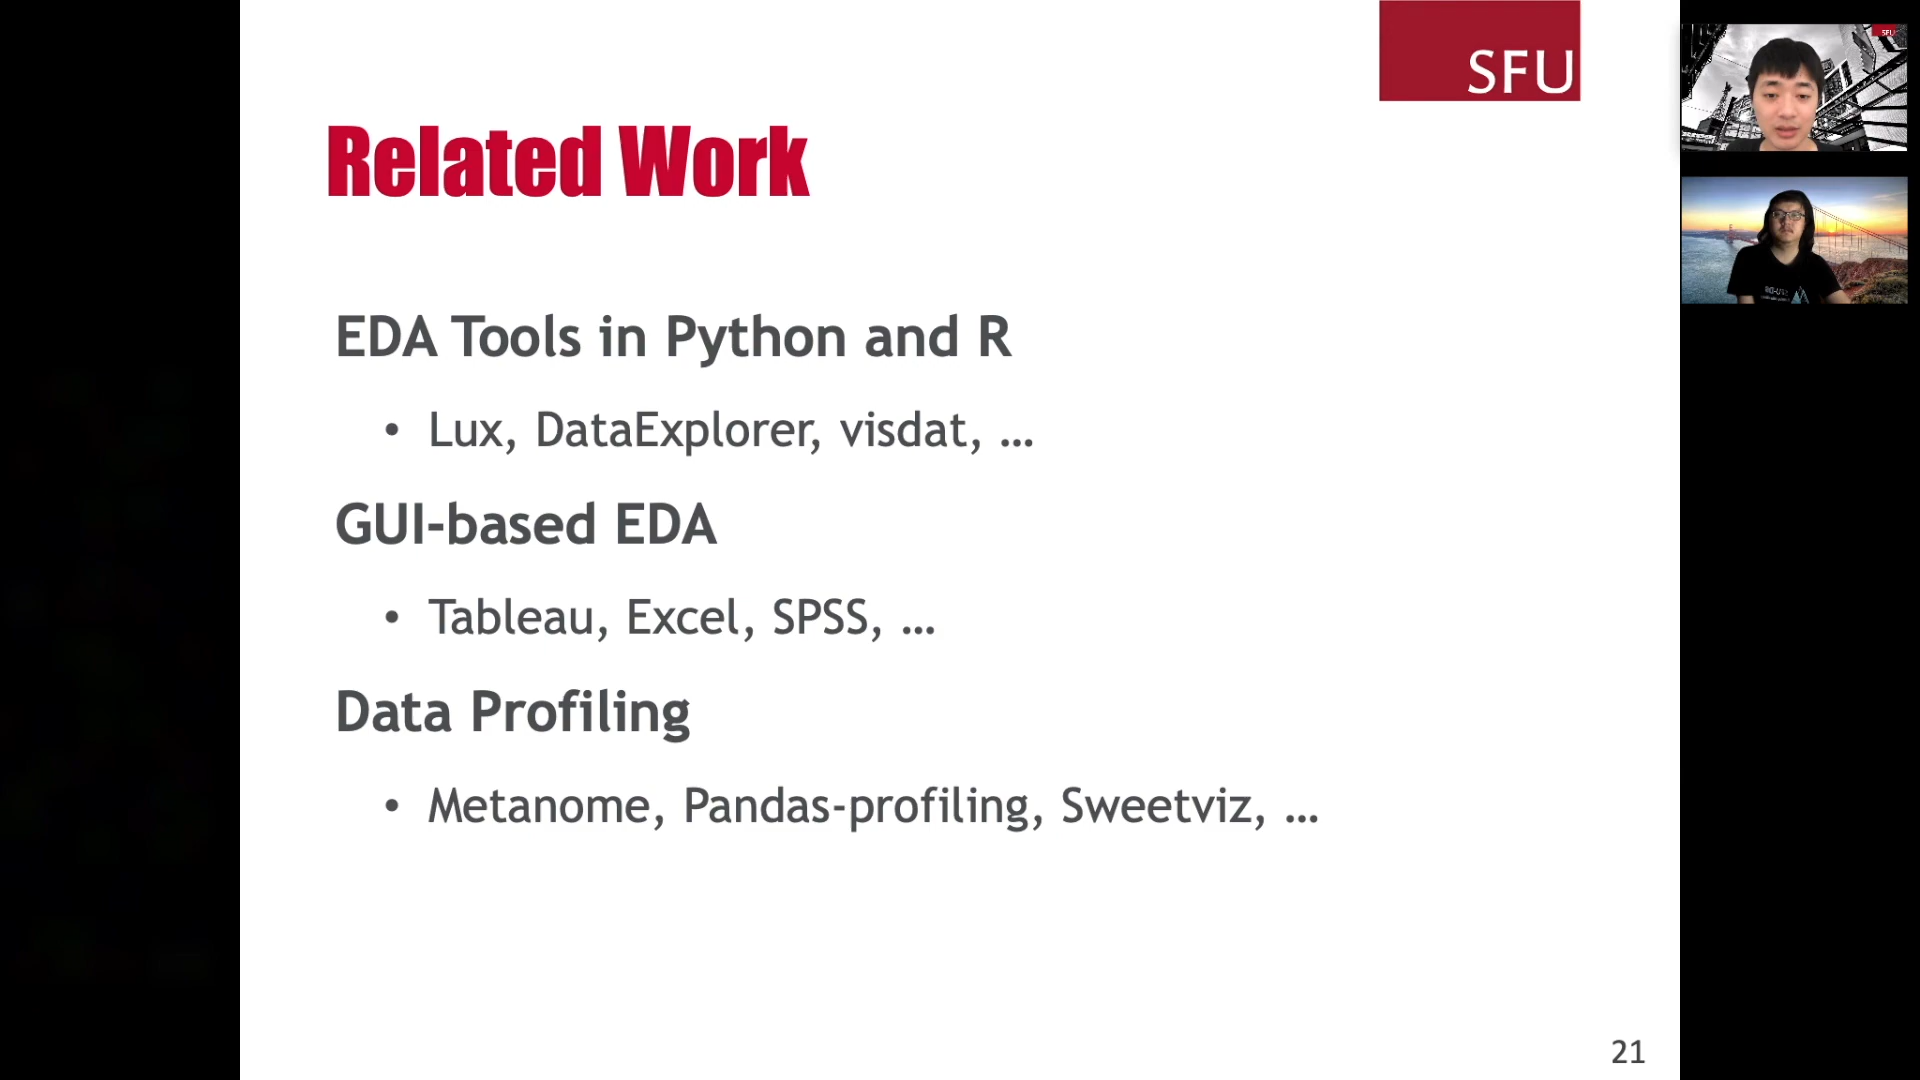 SFU
Related Work
EDA Tools in Python and R
• Lux, DataExplorer, visdat, ...
GUI-based EDA
• Tableau, Excel, SPSS, ...
Data Profiling
• Metanome, Pandas-profiling, Sweetviz, ...
21
SFU